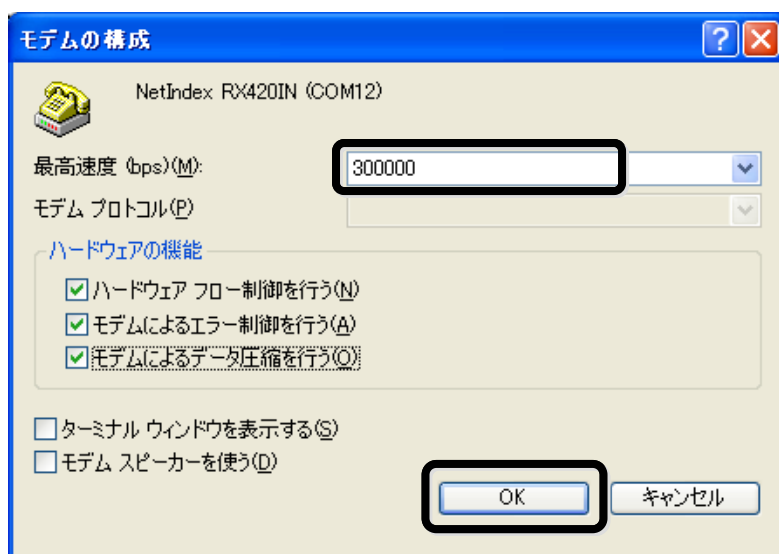 モデムの構成
NetIndex RX420IN (COM12)
最高速度 (bps)(M): 300000
モデム プロトコル(P)
ハードウェアの機能
ハードウェア フロー制御を行う(N)
モデムによるエラー制御を行う(A)
モデムによるデータ圧縮を行う(O)
ターミナル ウィンドウを表示する(S)
モデム スピーカーを使う(D)
OK キャンセル